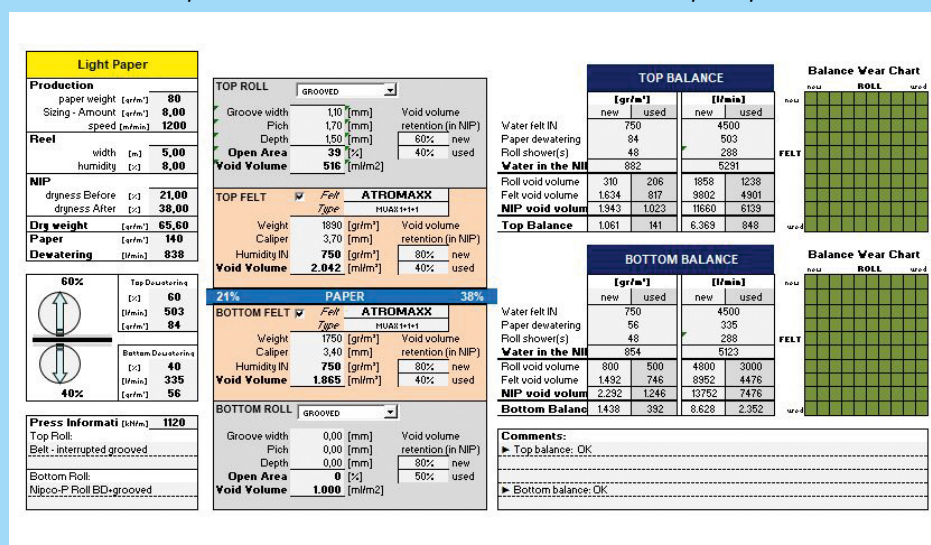 Light Paper
Production
paper weight [gr/m²] 80
Sizing - Amount [gr/m²] 8,00
speed [m/min] 1200
Reel
width [m] 5,00
humidity [%] 8,00
NIP
dryness Before [%] 21,00
dryness After [%] 38,00
Dry weight [gr/m²] 65,60
Paper [gr/m²] 140
Dewatering [l/min] 838
60% Top Dewatering
[%] 60
[l/min] 503
[gr/m²] 84
Bottom Dewatering
[%] 40
[l/min] 335
40% [gr/m²] 56
Press Informati [kN/m] 1120
Top Roll:
Belt - interrupted grooved
Bottom Roll:
Nipco-P Roll BD+grooved
TOP ROLL GROOVED
Groove width 1,10 [mm] Void volume
Pich 1,70 [mm] retention (in NIP)
Depth 1,50 [mm] 60% new
Open Area 39 [%] 40% used
Void Volume 516 [ml/m2]
TOP FELT Felt ATROMAXX
Type MUAX 1+1+1
Weight 1890 [gr/m²] Void volume
Caliper 3,70 [mm] retention (in NIP)
Humidity IN 750 [gr/m²] 80% new
Void Volume 2.042 [ml/m²] 40% used
21% PAPER 38%
BOTTOM FELT Felt ATROMAXX
Type MUAX 1+1+1
Weight 1750 [gr/m²] Void volume
Caliper 3,40 [mm] retention (in NIP)
Humidity IN 750 [gr/m²] 80% new
Void Volume 1.865 [ml/m²] 40% used
BOTTOM ROLL GROOVED
Groove width 0,00 [mm] Void volume
Pich 0,00 [mm] retention (in NIP)
Depth 0,00 [mm] 80% new
Open Area 0 [%] 50% used
Void Volume 1.000 [ml/m2]
TOP BALANCE
[gr/m²] [l/min]
new used new used
Water felt IN 750 4500
Paper dewatering 84 503
Roll shower(s) 48 288
Water in the NII 882 5291
Roll void volume 310 206 1858 1238
Felt void volume 1.634 817 9802 4901
NIP void volum 1.943 1.023 11660 6139
Top Balance 1.061 141 6.369 848
Balance Wear Chart
new ROLL used
new
FELT
used
BOTTOM BALANCE
[gr/m²] [l/min]
new used new used
Water felt IN 750 4500
Paper dewatering 56 335
Roll shower(s) 48 288
Water in the NII 854 5123
Roll void volume 800 500 4800 3000
Felt void volume 1.492 746 8952 4476
NIP void volum 2.292 1.246 13752 7476
Bottom Balanc 1.438 392 8.628 2.352
Balance Wear Chart
new ROLL used
new
FELT
used
Comments:
► Top balance: OK
► Bottom balance: OK